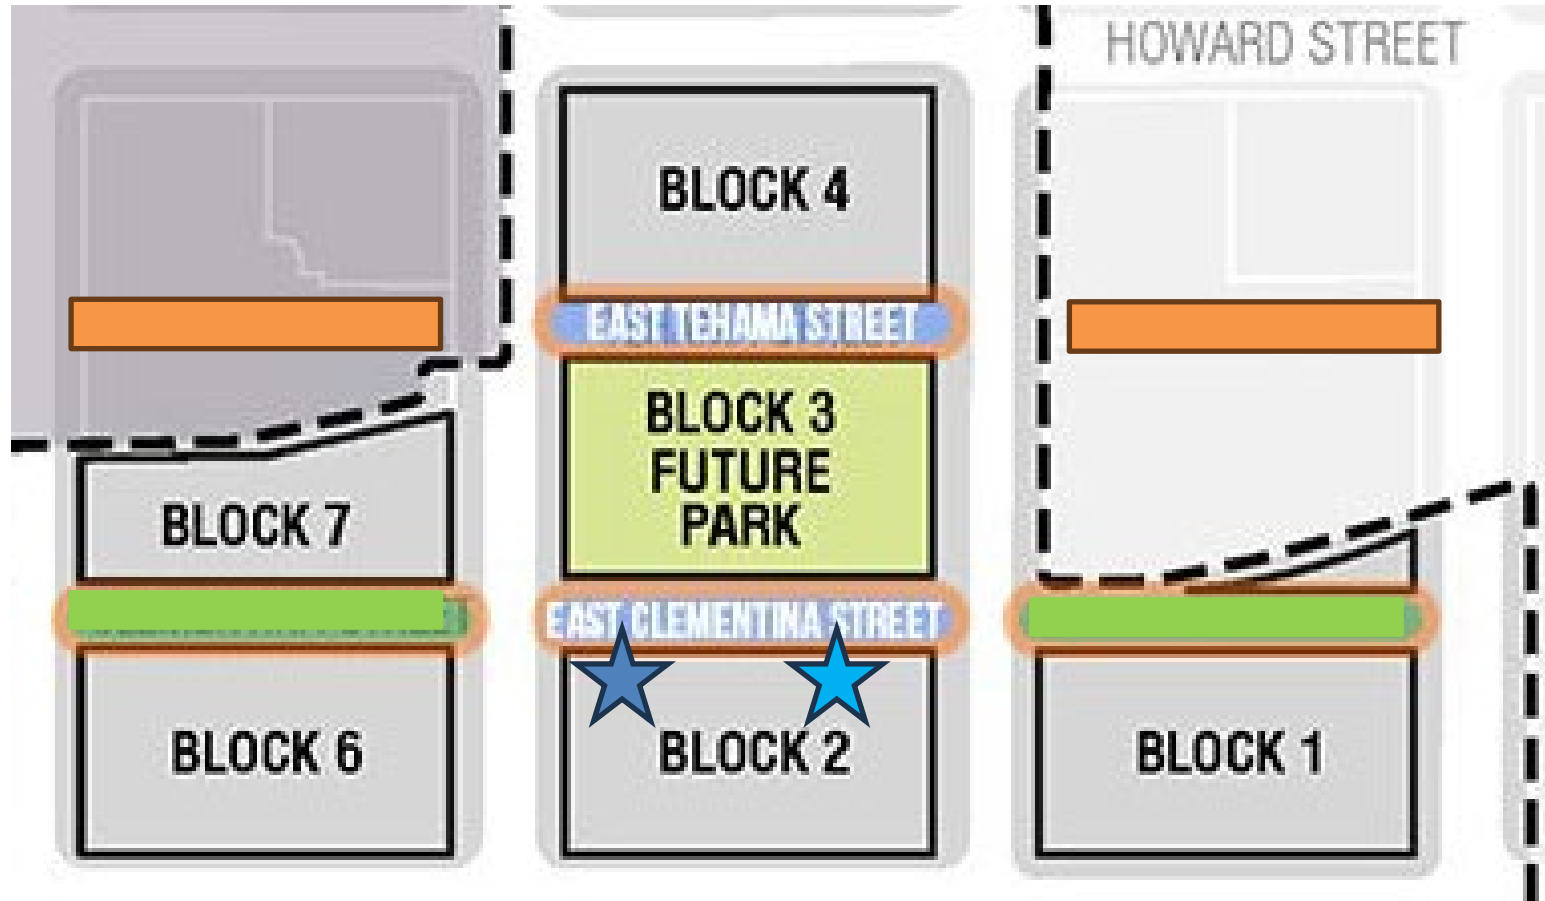 HOWARD STREET
BLOCK 4
EAST TEHAMA STREET
BLOCK 3
FUTURE
PARK
BLOCK 7
EAST CLEMENTINA STREET
BLOCK 6
BLOCK 2
BLOCK 1